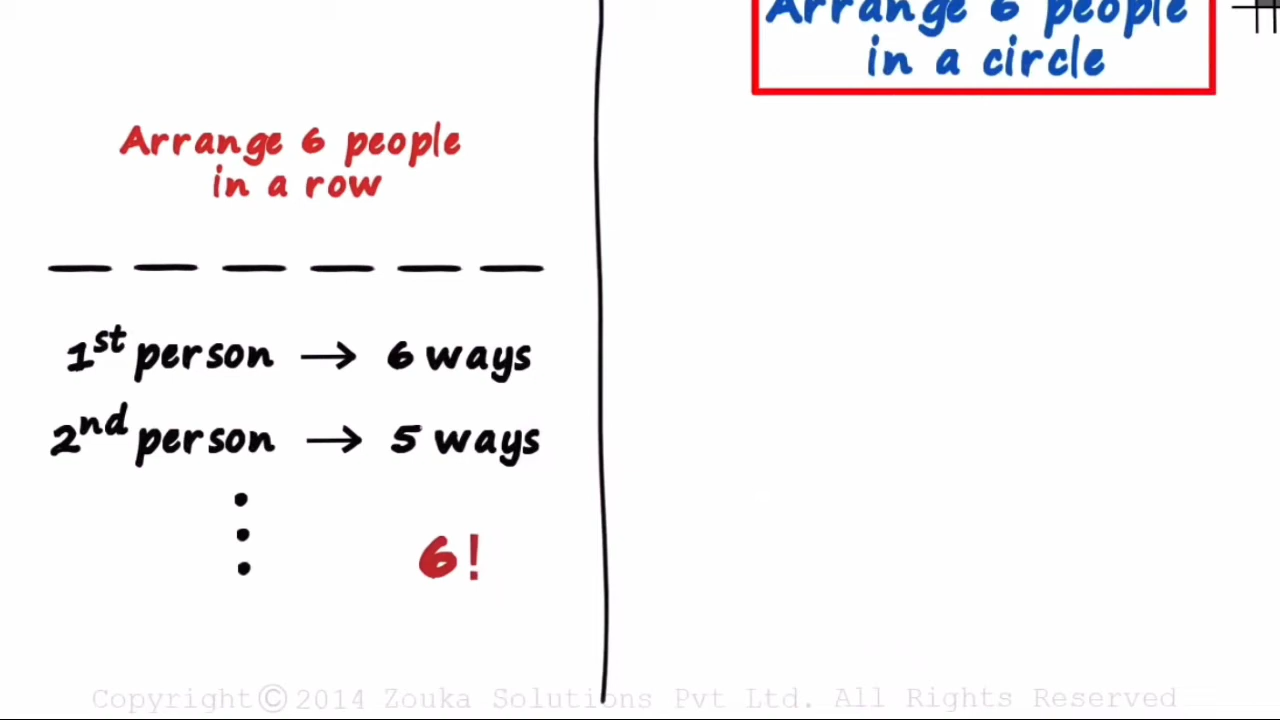 Arrange 6 people
in a circle
Arrange 6 people
in a row
1st person → 6 ways
2nd person → 5 ways
6!
Copyright © 2014 Zouka Solutions Pvt Ltd. All Rights Reserved